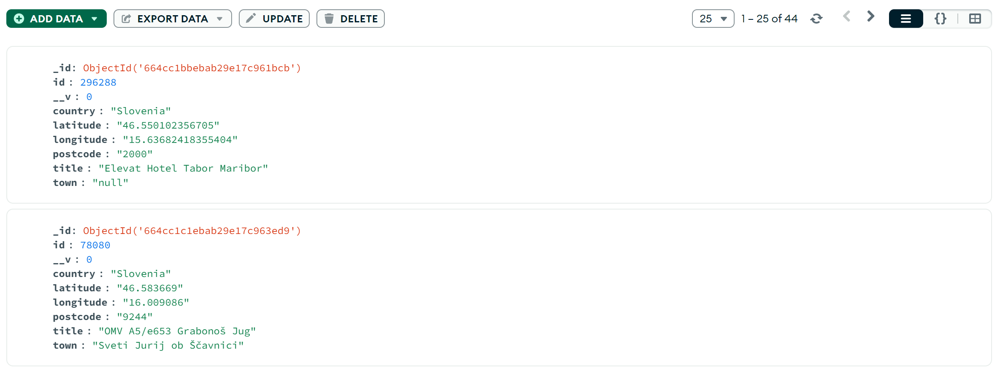 ADD DATA EXPORT DATA UPDATE DELETE 25 1 – 25 of 44 {}
_id: ObjectId('664cc1bbebab29e17c961bcb')
id : 296288
__v : 0
country : "Slovenia"
latitude : "46.550102356705"
longitude : "15.63682418355404"
postcode : "2000"
title : "Elevat Hotel Tabor Maribor"
town : "null"
_id: ObjectId('664cc1c1ebab29e17c963ed9')
id : 78080
__v : 0
country : "Slovenia"
latitude : "46.583669"
longitude : "16.009086"
postcode : "9244"
title : "OMV A5/e653 Grabonoš Jug"
town : "Sveti Jurij ob Ščavnici"